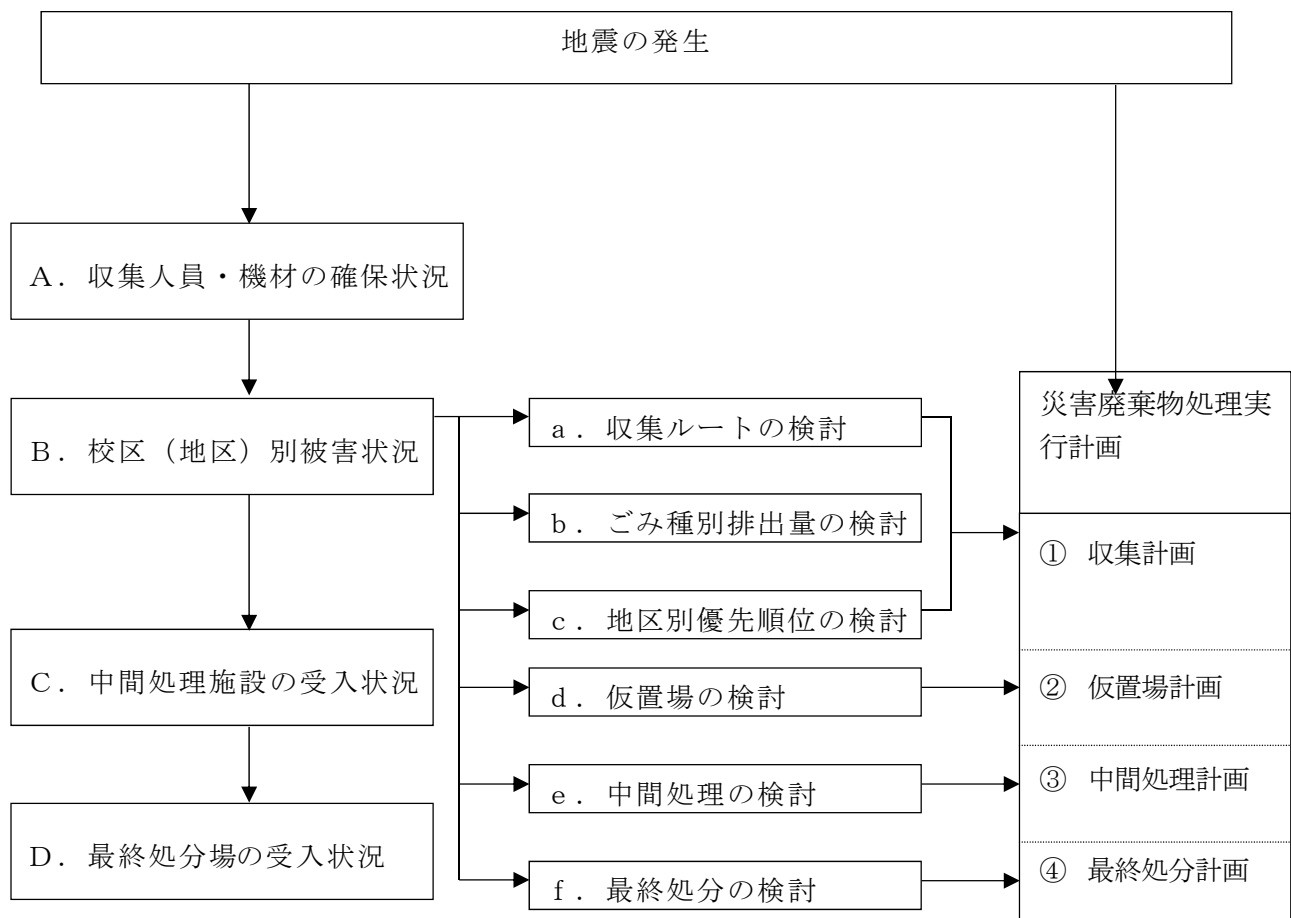 地震の発生
A．収集人員・機材の確保状況
B．校区（地区）別被害状況
C．中間処理施設の受入状況
D．最終処分場の受入状況
a．収集ルートの検討
b．ごみ種別排出量の検討
c．地区別優先順位の検討
d．仮置場の検討
e．中間処理の検討
f．最終処分の検討
災害廃棄物処理実
行計画
① 収集計画
② 仮置場計画
③ 中間処理計画
④ 最終処分計画